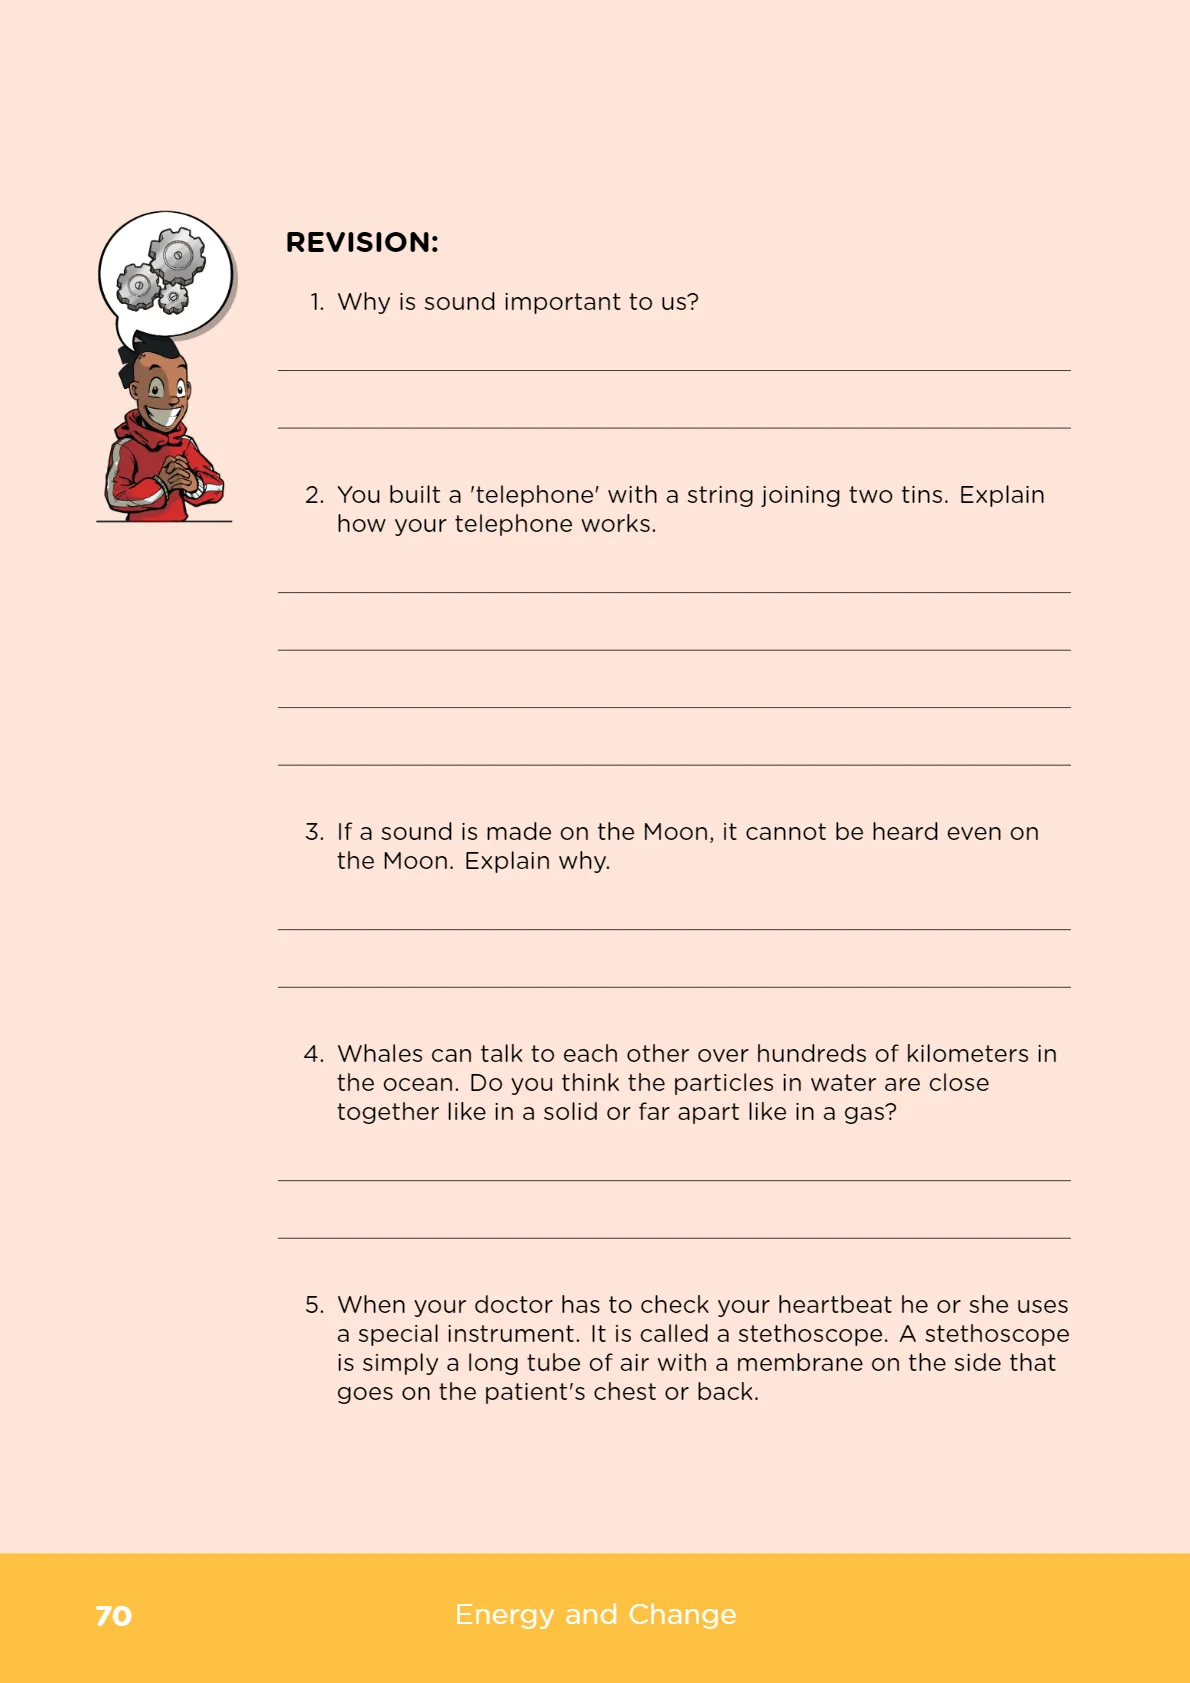 REVISION:
1. Why is sound important to us?
2. You built a 'telephone' with a string joining two tins. Explain
how your telephone works.
3. If a sound is made on the Moon, it cannot be heard even on
the Moon. Explain why.
4. Whales can talk to each other over hundreds of kilometers in
the ocean. Do you think the particles in water are close
together like in a solid or far apart like in a gas?
5. When your doctor has to check your heartbeat he or she uses
a special instrument. It is called a stethoscope. A stethoscope
is simply a long tube of air with a membrane on the side that
goes on the patient's chest or back.
70
Energy and Change